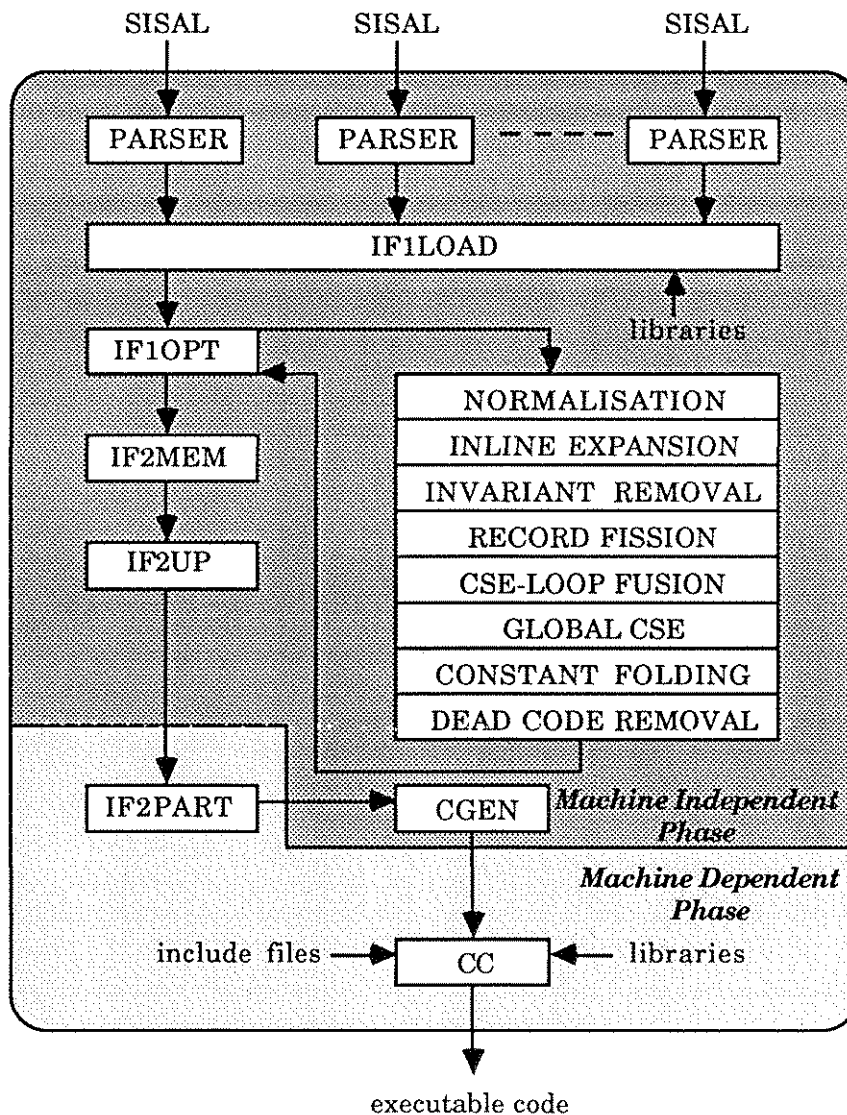 SISAL SISAL SISAL
PARSER PARSER PARSER
IF1LOAD
libraries
IF1OPT
NORMALISATION
INLINE EXPANSION
INVARIANT REMOVAL
RECORD FISSION
CSE-LOOP FUSION
GLOBAL CSE
CONSTANT FOLDING
DEAD CODE REMOVAL
IF2MEM
IF2UP
IF2PART
CGEN
Machine Independent
Phase
Machine Dependent
Phase
include files
CC
libraries
executable code